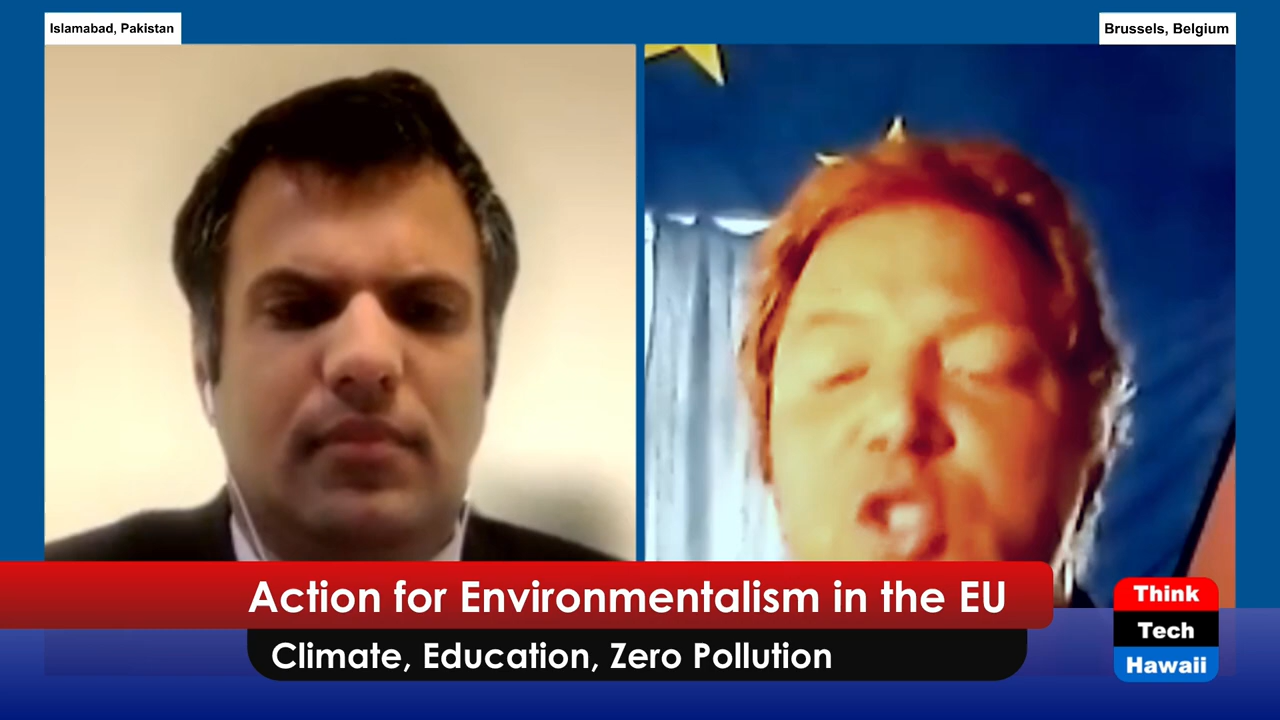 Islamabad, Pakistan
Brussels, Belgium
Action for Environmentalism in the EU
Climate, Education, Zero Pollution
Think
Tech
Hawaii